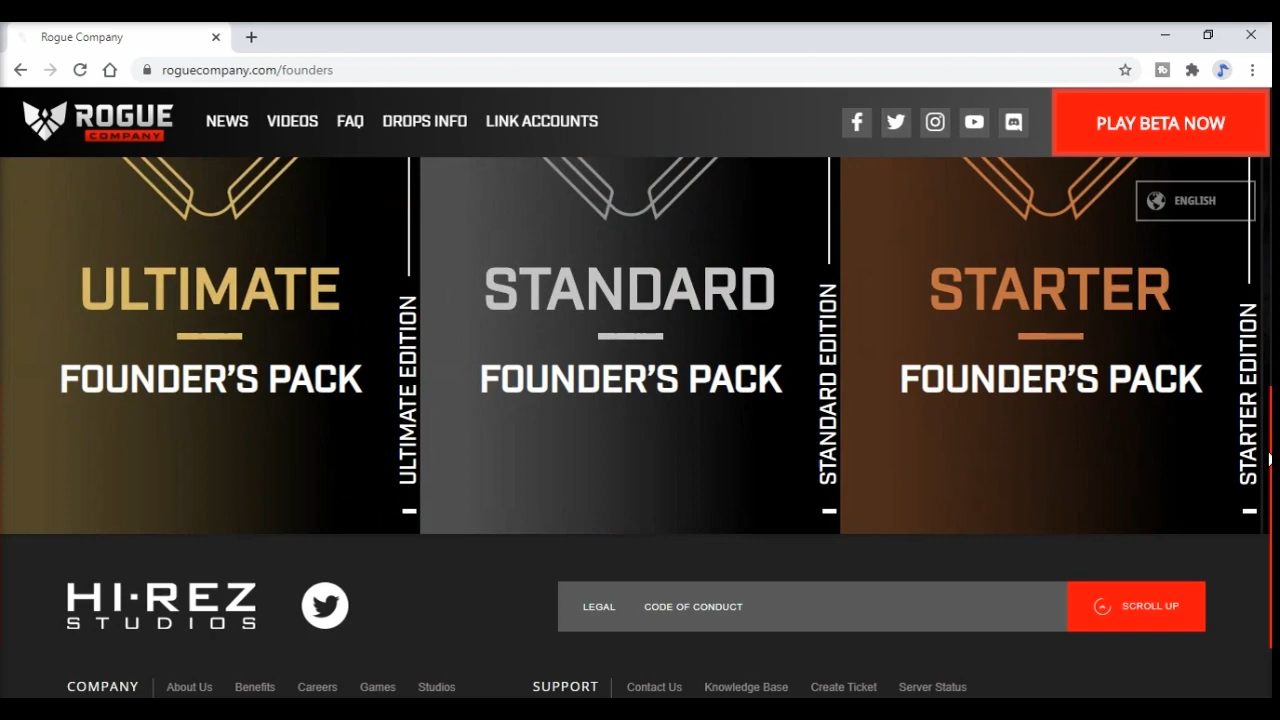 Rogue Company
roguecompany.com/founders
ROGUE
COMPANY
NEWS VIDEOS FAQ DROPS INFO LINK ACCOUNTS
PLAY BETA NOW
ENGLISH
ULTIMATE
FOUNDER'S PACK
ULTIMATE EDITION
STANDARD
FOUNDER'S PACK
STANDARD EDITION
STARTER
FOUNDER'S PACK
STARTER EDITION
HI-REZ
STUDIOS
LEGAL CODE OF CONDUCT
SCROLL UP
COMPANY About Us Benefits Careers Games Studios
SUPPORT Contact Us Knowledge Base Create Ticket Server Status